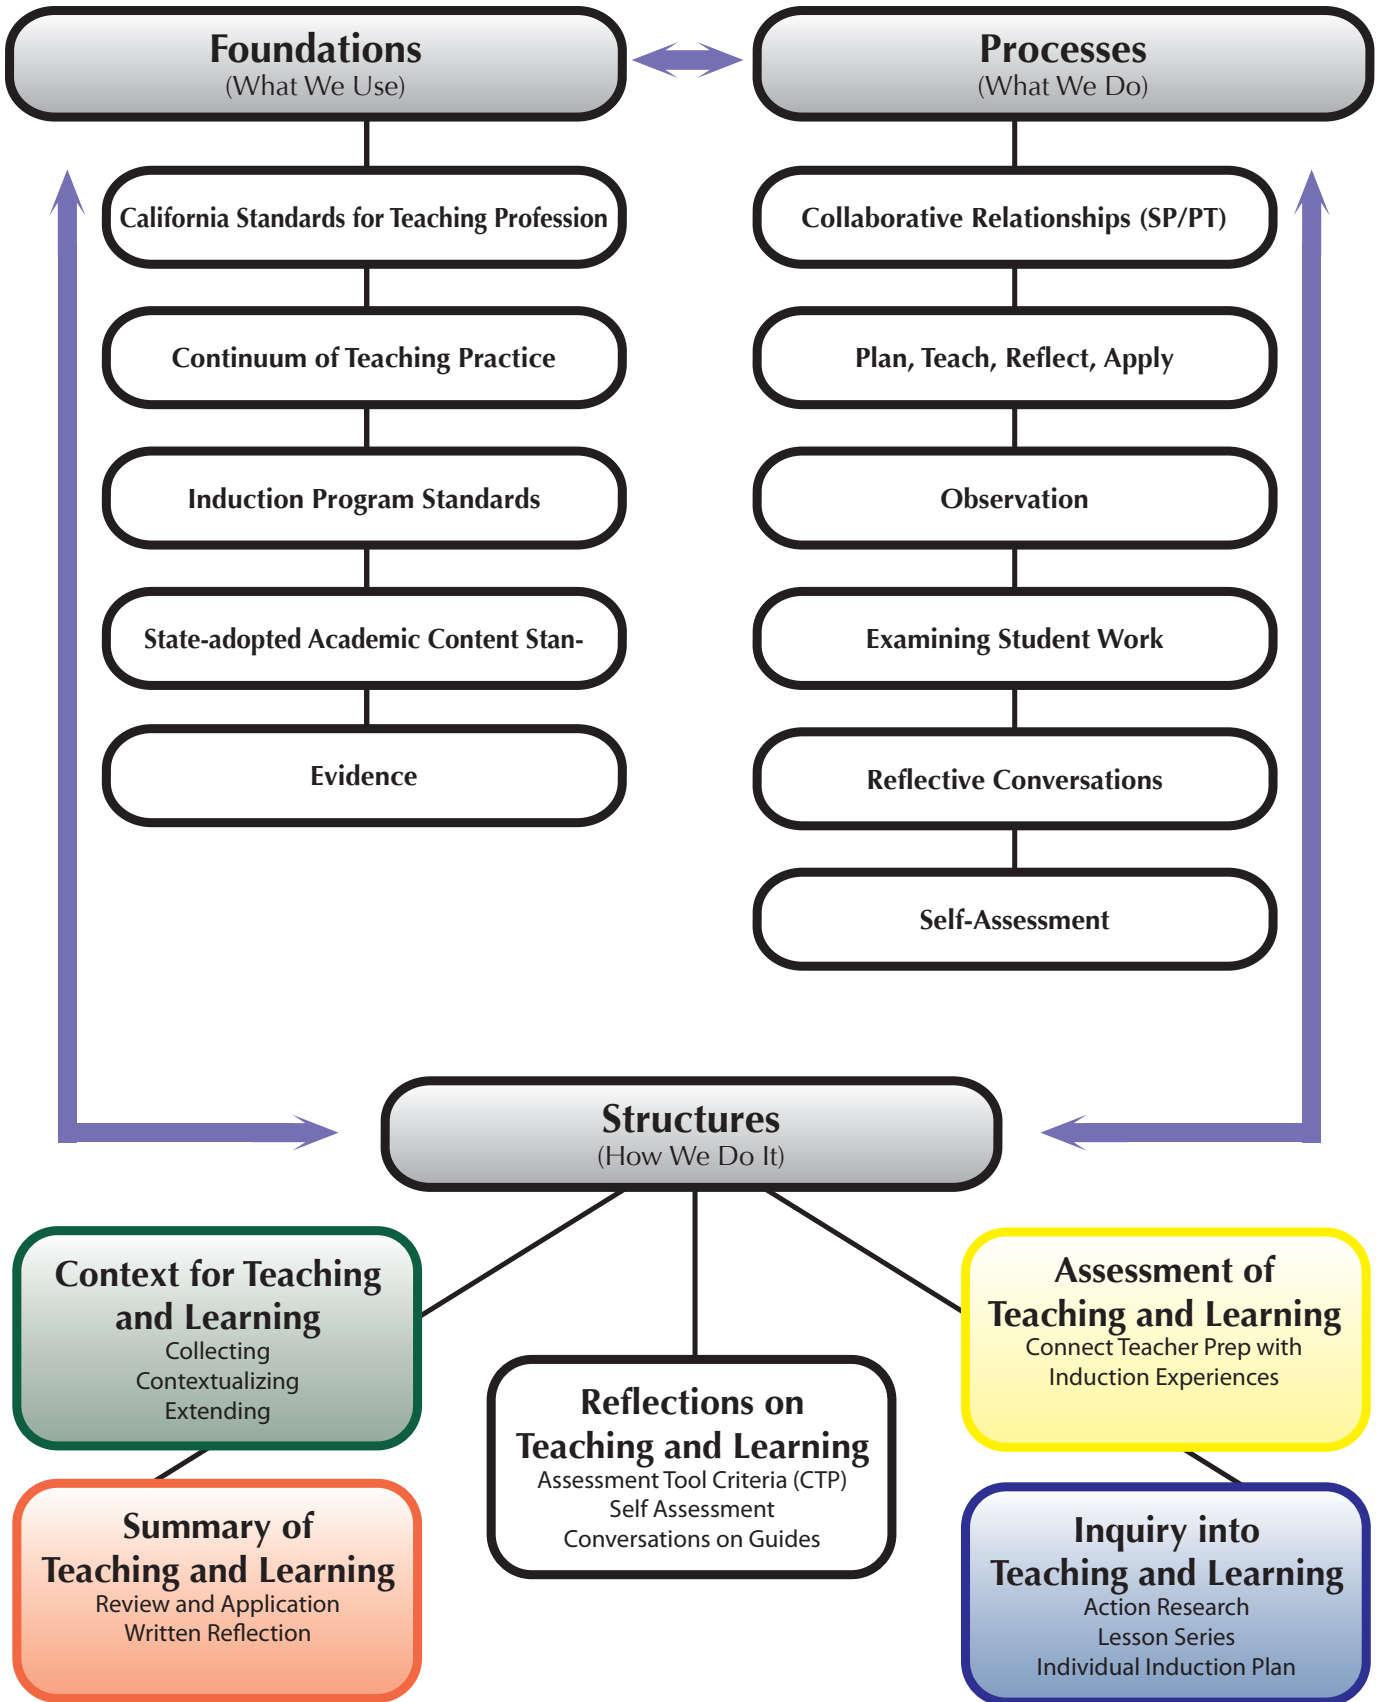 Foundations
(What We Use)
Processes
(What We Do)
California Standards for Teaching Profession
Continuum of Teaching Practice
Induction Program Standards
State-adopted Academic Content Stan-
Evidence
Collaborative Relationships (SP/PT)
Plan, Teach, Reflect, Apply
Observation
Examining Student Work
Reflective Conversations
Self-Assessment
Structures
(How We Do It)
Context for Teaching
and Learning
Collecting
Contextualizing
Extending
Summary of
Teaching and Learning
Review and Application
Written Reflection
Reflections on
Teaching and Learning
Assessment Tool Criteria (CTP)
Self Assessment
Conversations on Guides
Assessment of
Teaching and Learning
Connect Teacher Prep with
Induction Experiences
Inquiry into
Teaching and Learning
Action Research
Lesson Series
Individual Induction Plan